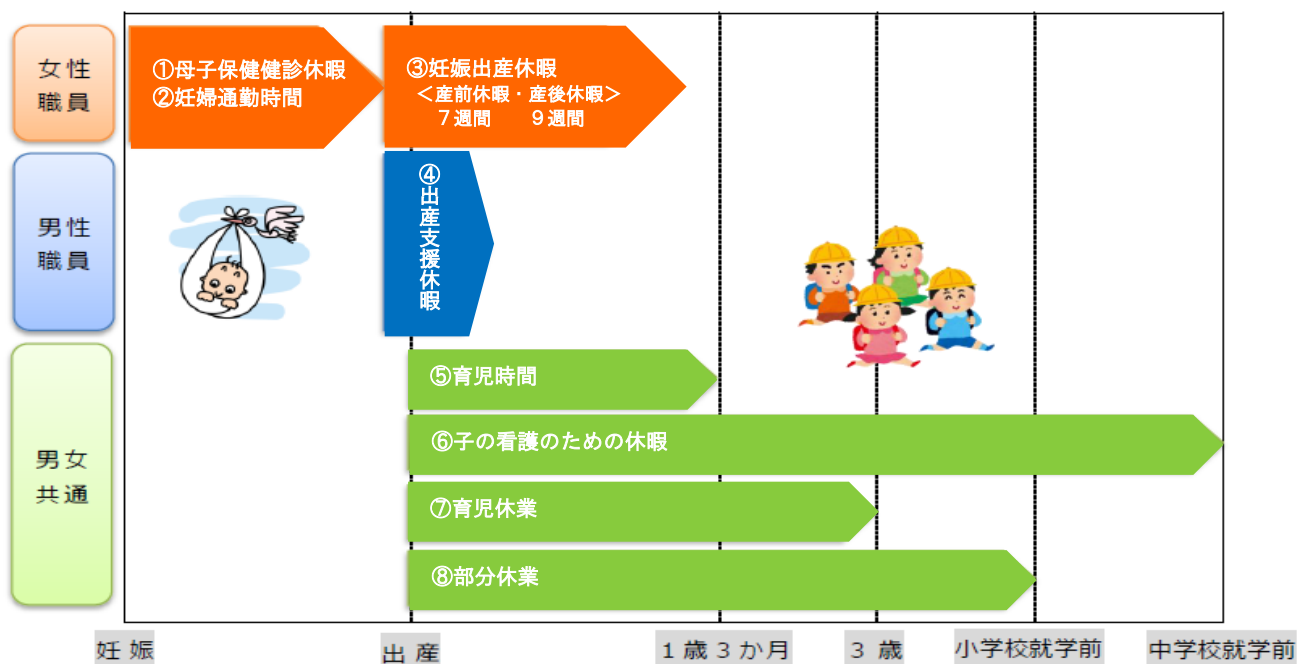 女性
職員
①母子保健健診休暇
②妊婦通勤時間
③妊娠出産休暇
＜産前休暇・産後休暇＞
７週間　　９週間
男性
職員
④出産支援休暇
男女
共通
⑤育児時間
⑥子の看護のための休暇
⑦育児休業
⑧部分休業
妊娠
出産
１歳３か月
３歳
小学校就学前
中学校就学前